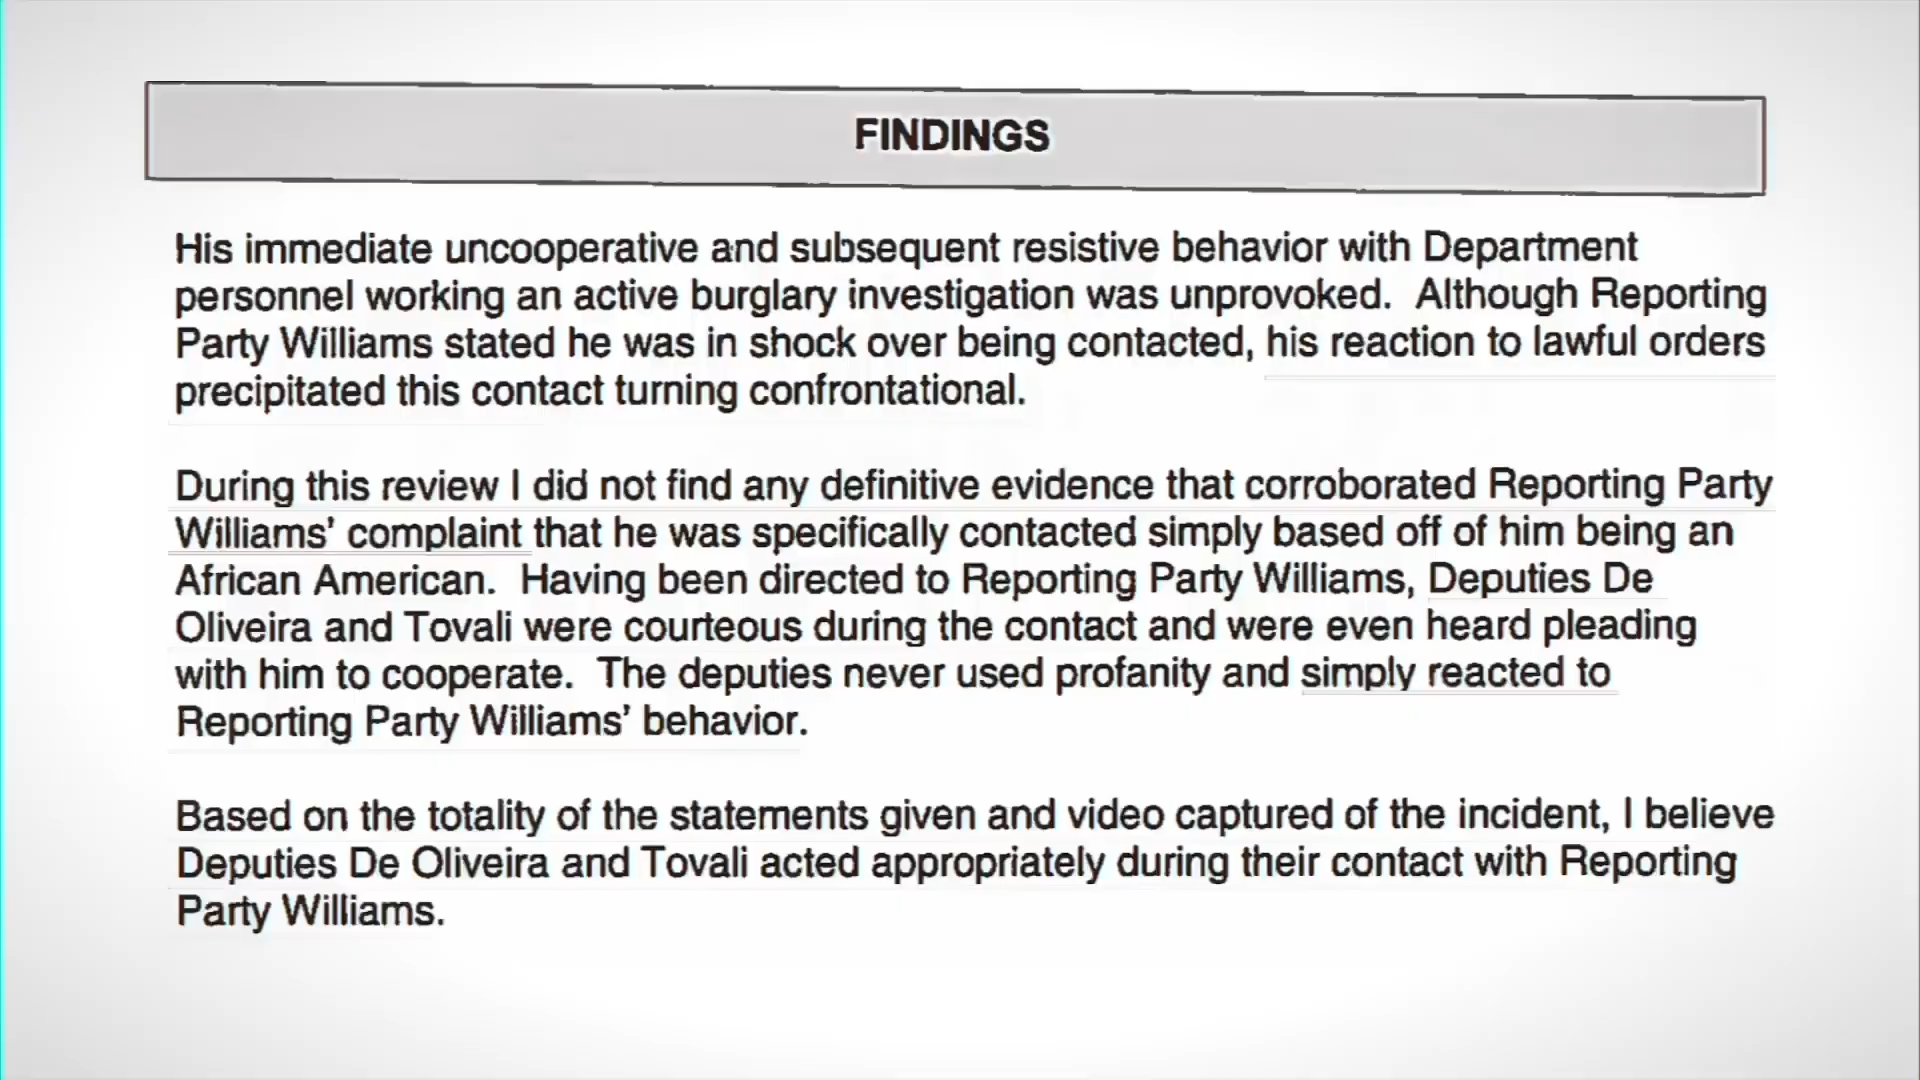 FINDINGS
His immediate uncooperative and subsequent resistive behavior with Department
personnel working an active burglary investigation was unprovoked. Although Reporting
Party Williams stated he was in shock over being contacted, his reaction to lawful orders
precipitated this contact turning confrontational.
During this review I did not find any definitive evidence that corroborated Reporting Party
Williams' complaint that he was specifically contacted simply based off of him being an
African American. Having been directed to Reporting Party Williams, Deputies De
Oliveira and Tovali were courteous during the contact and were even heard pleading
with him to cooperate. The deputies never used profanity and simply reacted to
Reporting Party Williams' behavior.
Based on the totality of the statements given and video captured of the incident, I believe
Deputies De Oliveira and Tovali acted appropriately during their contact with Reporting
Party Williams.